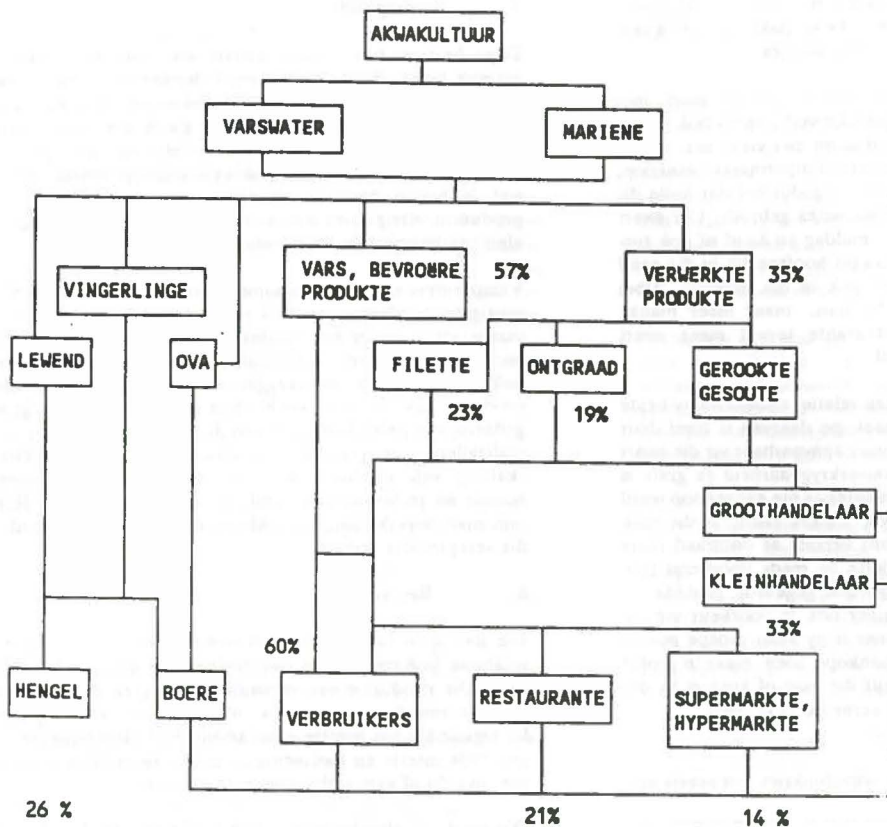 AKWAKULTUUR
VARSWATER
MARIENE
VARS, BEVRORE
PRODUKTE
57%
VERWERKTE
PRODUKTE
35%
VINGERLINGE
LEWEND
OVA
FILETTE
23%
ONTGRAAD
19%
GEROOKTE
GESOUTE
GROOTHANDELAAR
KLEINHANDELAAR
33%
60%
HENGEL
BOERE
VERBRUIKERS
RESTAURANTE
SUPERMARKTE,
HYPERMARKTE
26 %
21%
14 %